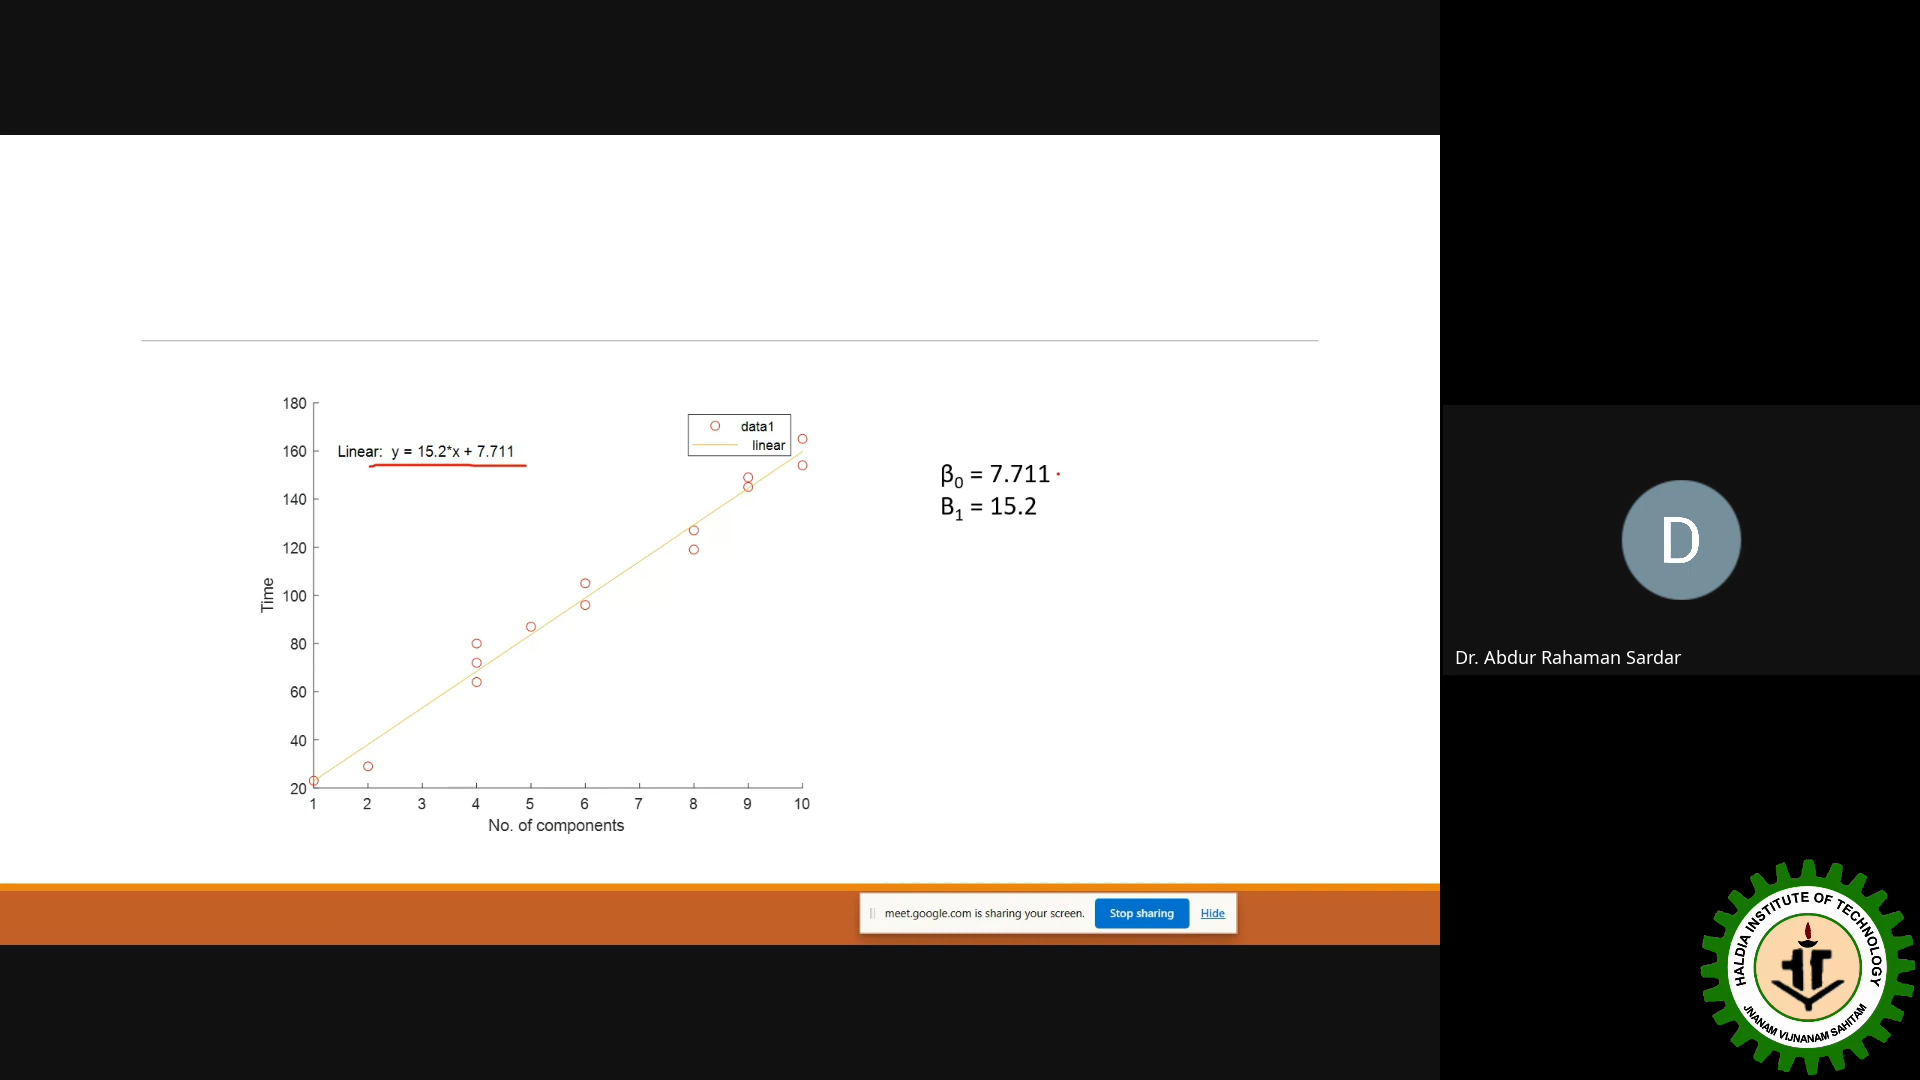 180
160
140
120
100
80
60
40
20
Time
1 2 3 4 5 6 7 8 9 10
No. of components
Linear: y = 15.2*x + 7.711
data1
linear
β0 = 7.711
B1 = 15.2
meet.google.com is sharing your screen. Stop sharing Hide
D
Dr. Abdur Rahaman Sardar
HALDIA INSTITUTE OF TECHNOLOGY
JNANAM VIJNANAM SAHITAM